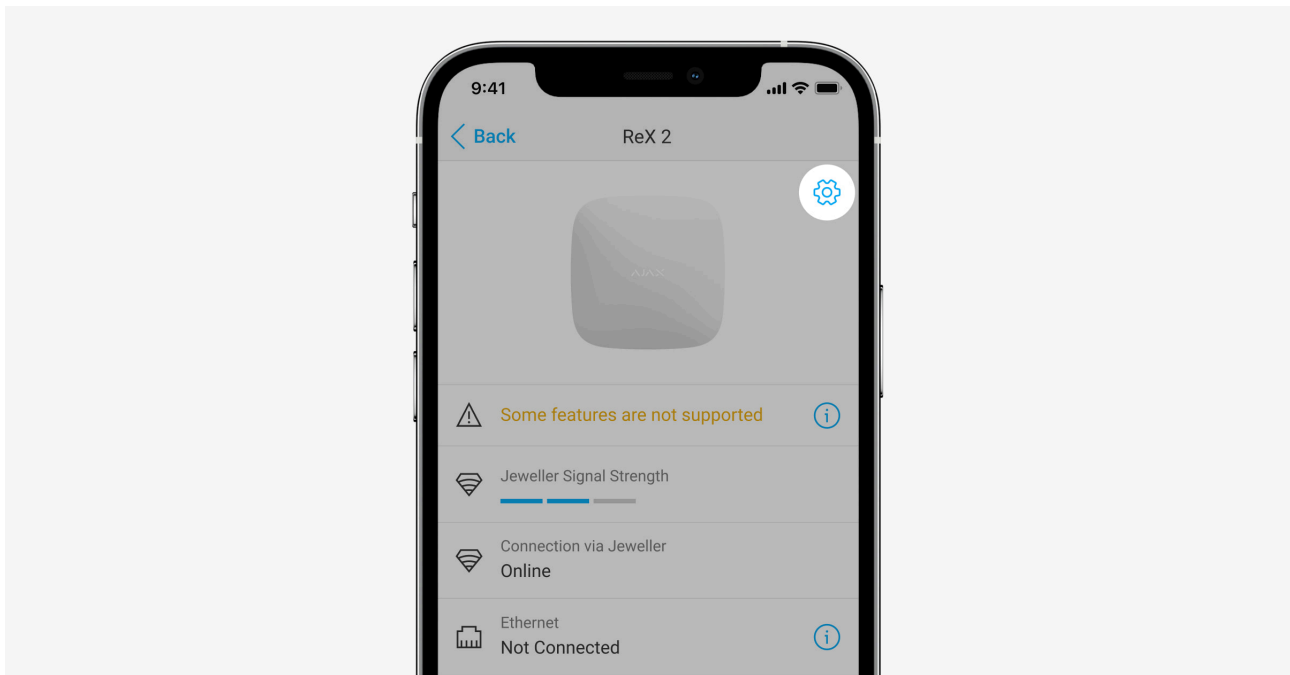 9:41
Back
ReX 2
AJAX
Some features are not supported
Jeweller Signal Strength
Connection via Jeweller
Online
Ethernet
Not Connected